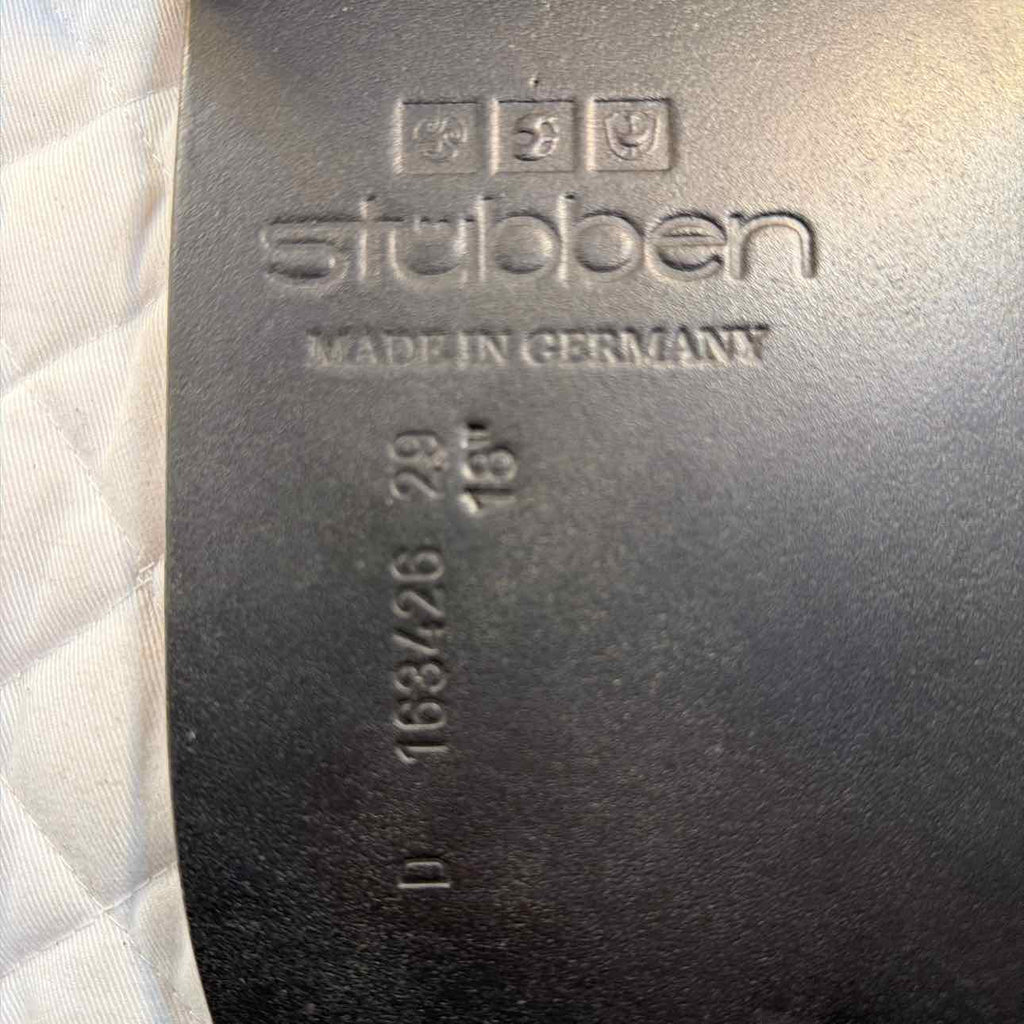 stübben
MADE IN GERMANY
D 163/426 29
18"